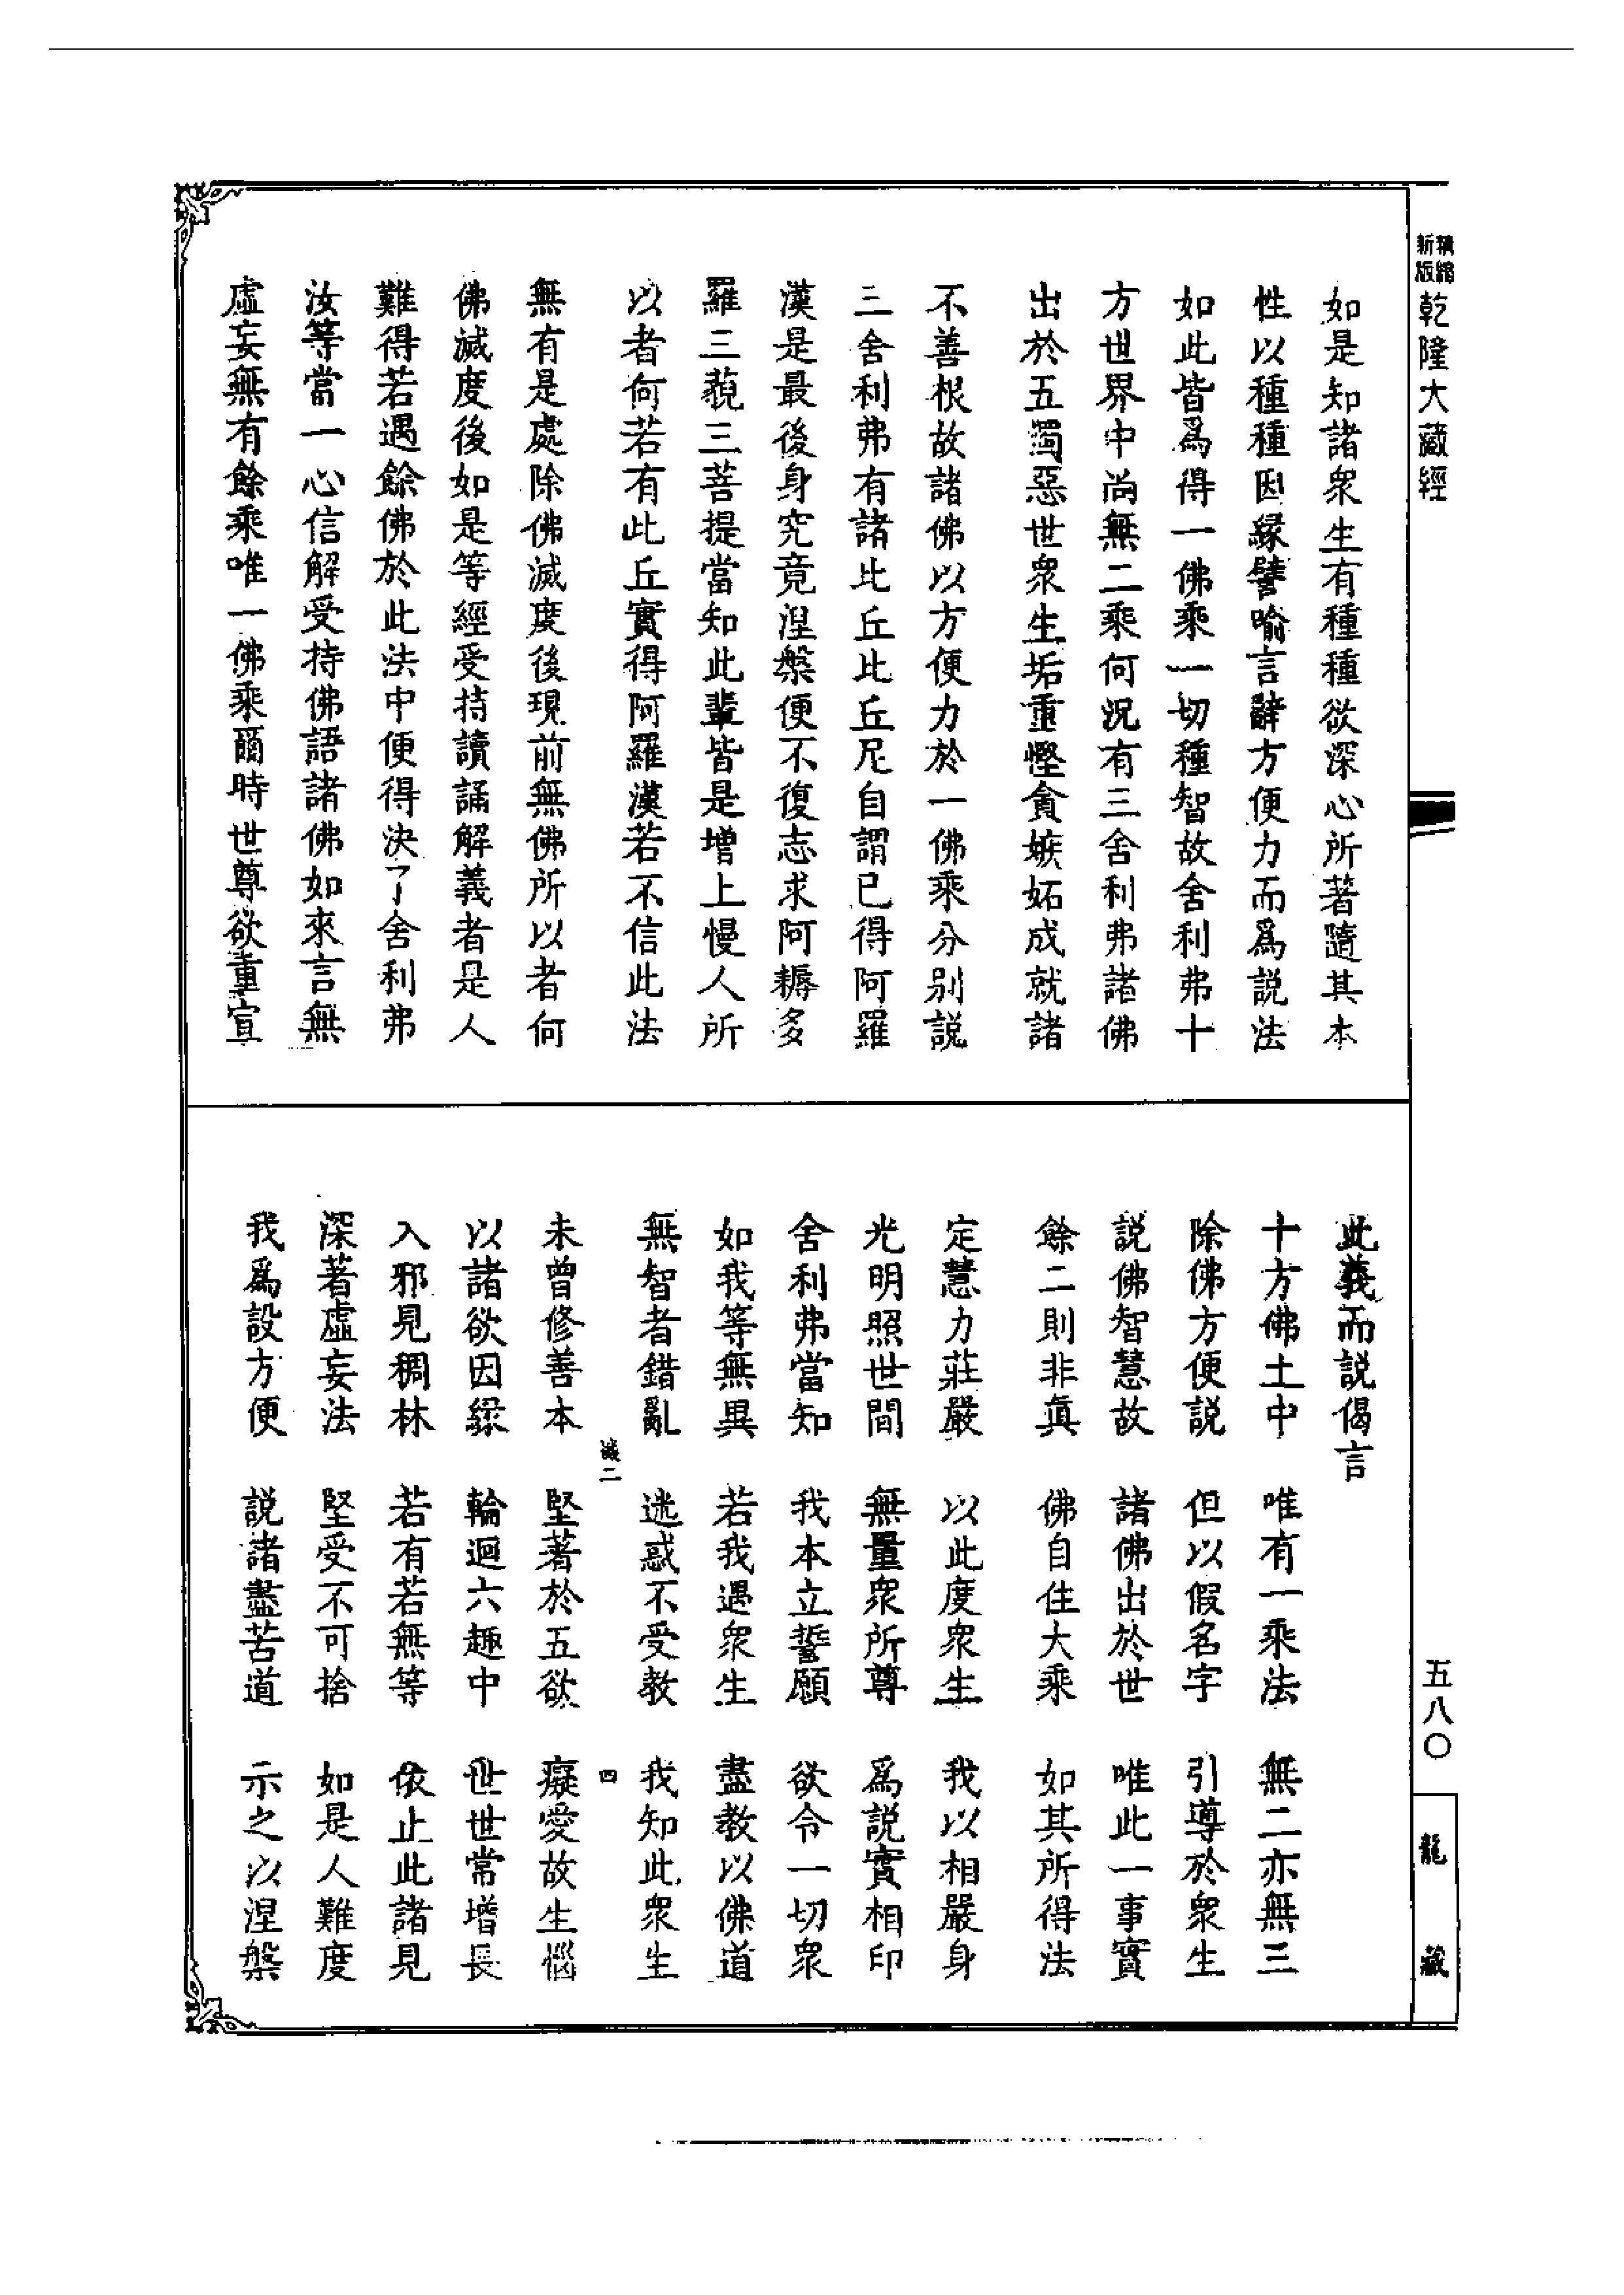 新版
精縮
乾隆大藏經
如是知諸衆生有種種欲深心所著隨其本
性以種種因緣譬喻言辭方便力而爲説法
如此皆爲得一佛乘一切種智故舍利弗十
方世界中尚無二乘何況有三舍利弗諸佛
出於五濁惡世衆生垢重慳貪嫉妬成就諸
不善根故諸佛以方便力於一佛乘分别説
三舍利弗有諸比丘比丘尼自謂已得阿羅
漢是最後身究竟涅槃便不復志求阿耨多
羅三藐三菩提當知此輩皆是增上慢人所
以者何若有此丘實得阿羅漢若不信此法
無有是處除佛滅度後現前無佛所以者何
佛滅度後如是等經受持讀誦解義者是人
難得若遇餘佛於此法中便得決了舍利弗
汝等當一心信解受持佛語諸佛如來言無
虛妄無有餘乘唯一佛乘爾時世尊欲重宣
此義而説偈言
十方佛土中 唯有一乘法 無二亦無三
除佛方便説 但以假名字 引導於衆生
説佛智慧故 諸佛出於世 唯此一事實
餘二則非眞 佛自住大乘 如其所得法
定慧力莊嚴 以此度衆生 我以相嚴身
光明照世間 無量衆所尊 爲説實相印
舍利弗當知 我本立誓願 欲令一切衆
如我等無異 若我遇衆生 盡教以佛道
無智者錯亂 迷惑不受教 我知此衆生
二 四
未曾修善本 堅著於五欲 癡愛故生惱
以諸欲因緣 輪迴六趣中 世世常增長
入邪見稠林 若有若無等 依止此諸見
深著虛妄法 堅受不可捨 如是人難度
我爲設方便 説諸盡苦道 示之以涅槃
五八〇
龍藏